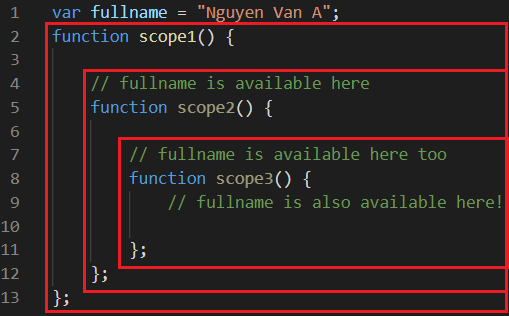 1 var fullname = "Nguyen Van A";
2 function scope1() {
3
4 // fullname is available here
5 function scope2() {
6
7 // fullname is available here too
8 function scope3() {
9 // fullname is also available here!
10
11 };
12 };
13 };